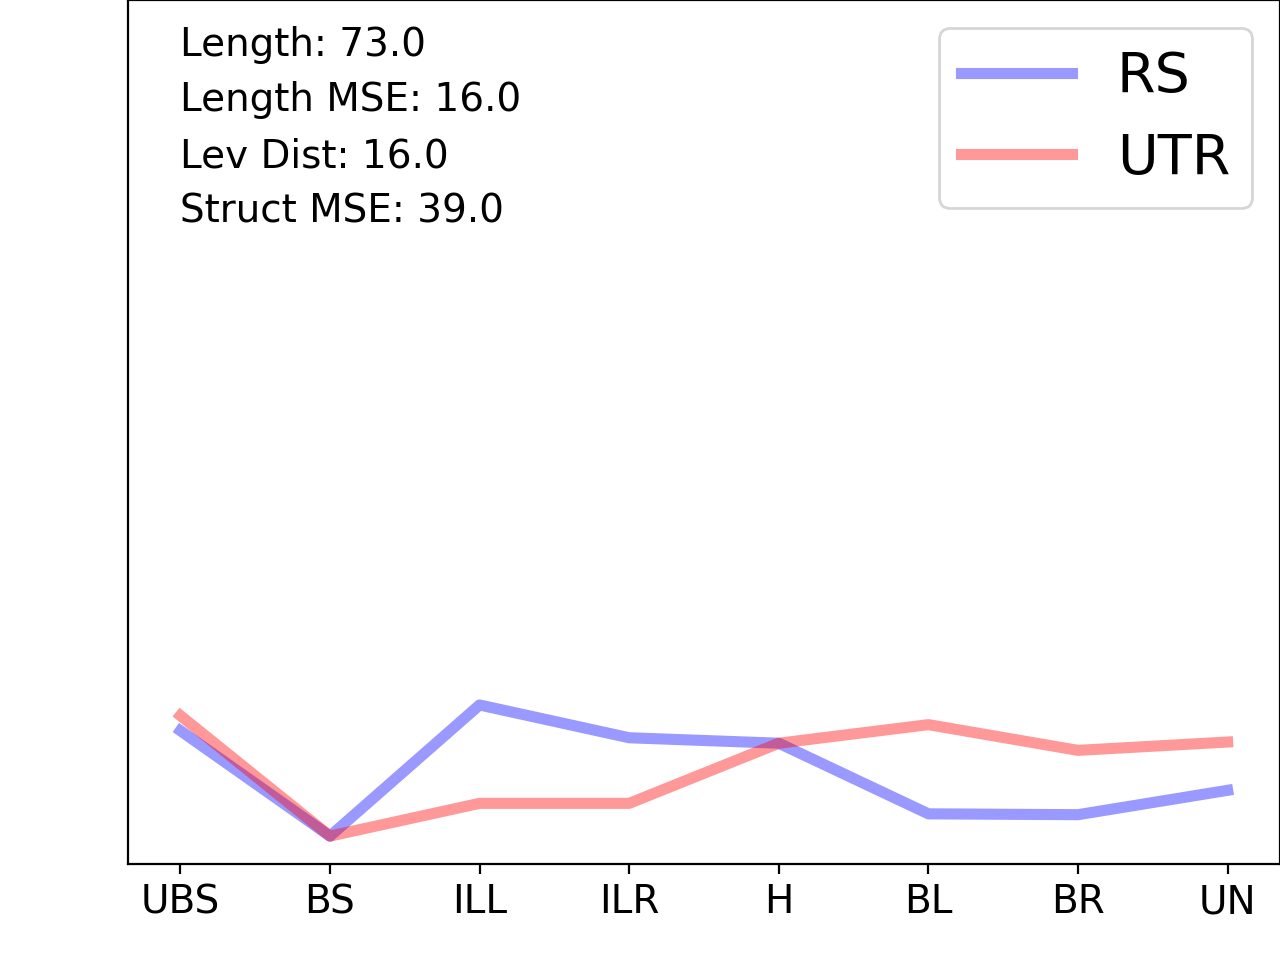 Length: 73.0
Length MSE: 16.0
Lev Dist: 16.0
Struct MSE: 39.0
RS
UTR
UBS BS ILL ILR H BL BR UN